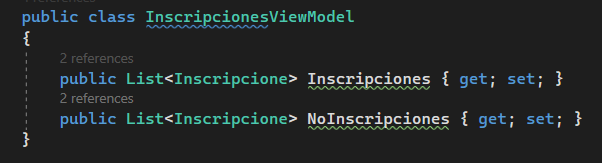 public class InscripcionesViewModel
{
2 references
public List<Inscripcione> Inscripciones { get; set; }
2 references
public List<Inscripcione> NoInscripciones { get; set; }
}